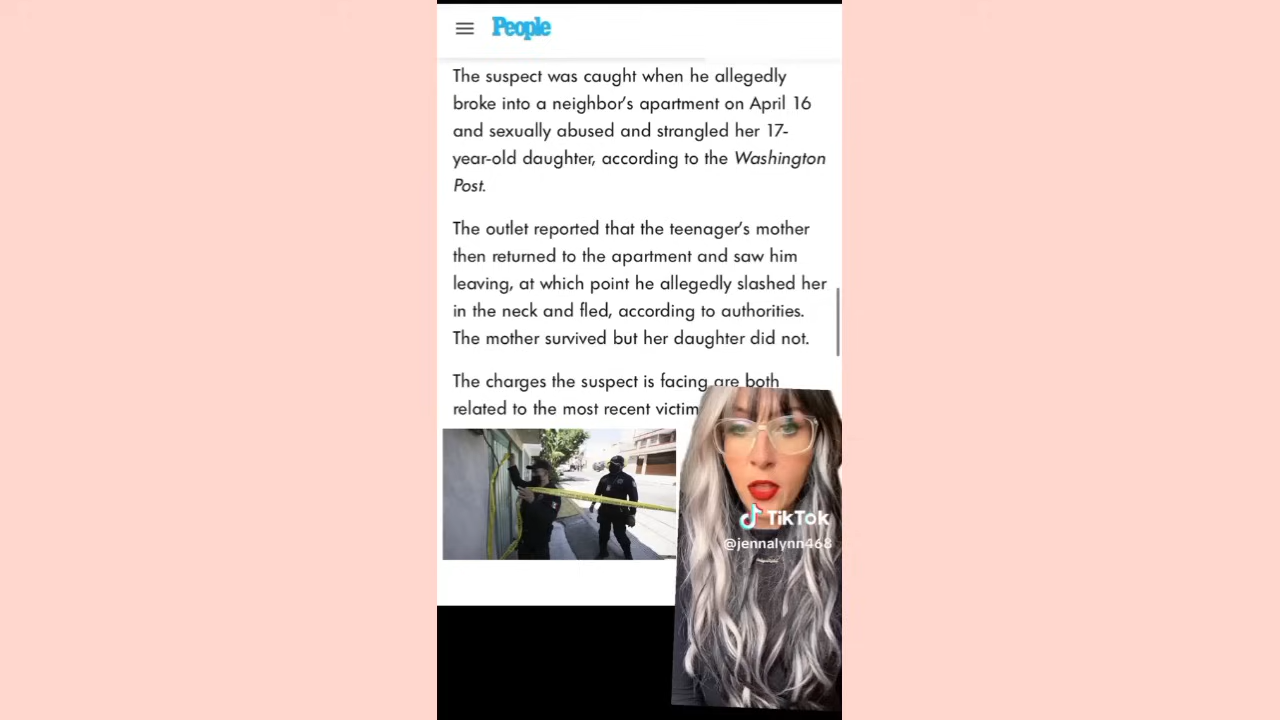 People
The suspect was caught when he allegedly
broke into a neighbor's apartment on April 16
and sexually abused and strangled her 17-
year-old daughter, according to the Washington
Post.
The outlet reported that the teenager's mother
then returned to the apartment and saw him
leaving, at which point he allegedly slashed her
in the neck and fled, according to authorities.
The mother survived but her daughter did not.
The charges the suspect is facing are both
related to the most recent victim
TikTok
@jennalynn468